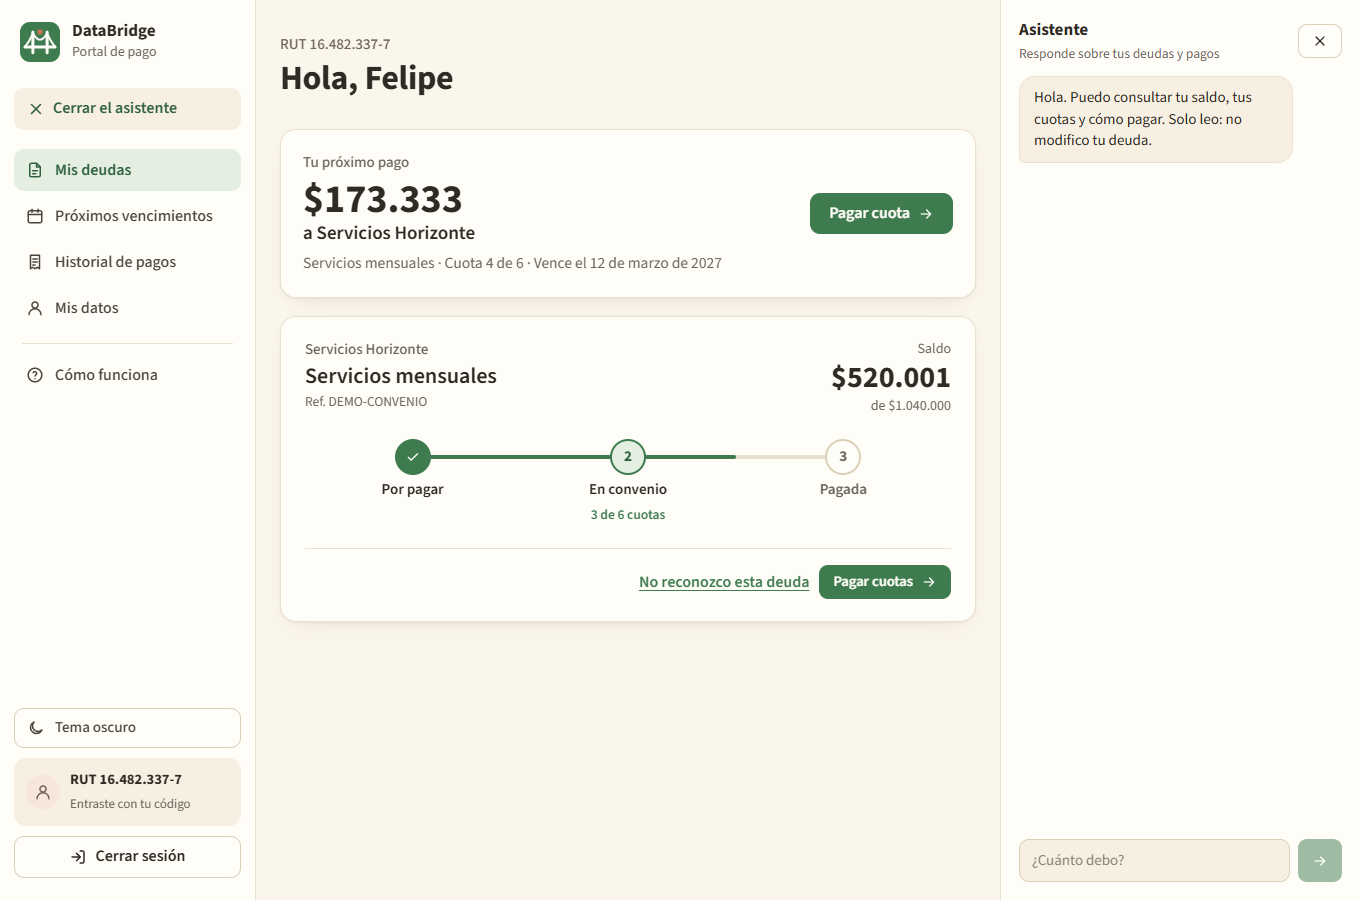 DataBridge
Portal de pago
Cerrar el asistente
Mis deudas
Próximos vencimientos
Historial de pagos
Mis datos
Cómo funciona
Tema oscuro
RUT 16.482.337-7
Entraste con tu código
Cerrar sesión
RUT 16.482.337-7
Hola, Felipe
Tu próximo pago
$173.333
a Servicios Horizonte
Servicios mensuales · Cuota 4 de 6 · Vence el 12 de marzo de 2027
Pagar cuota
Servicios Horizonte
Servicios mensuales
Ref. DEMO-CONVENIO
Saldo
$520.001
de $1.040.000
2
3
Por pagar
En convenio
Pagada
3 de 6 cuotas
No reconozco esta deuda
Pagar cuotas
Asistente
Responde sobre tus deudas y pagos
Hola. Puedo consultar tu saldo, tus
cuotas y cómo pagar. Solo leo: no
modifico tu deuda.
¿Cuánto debo?